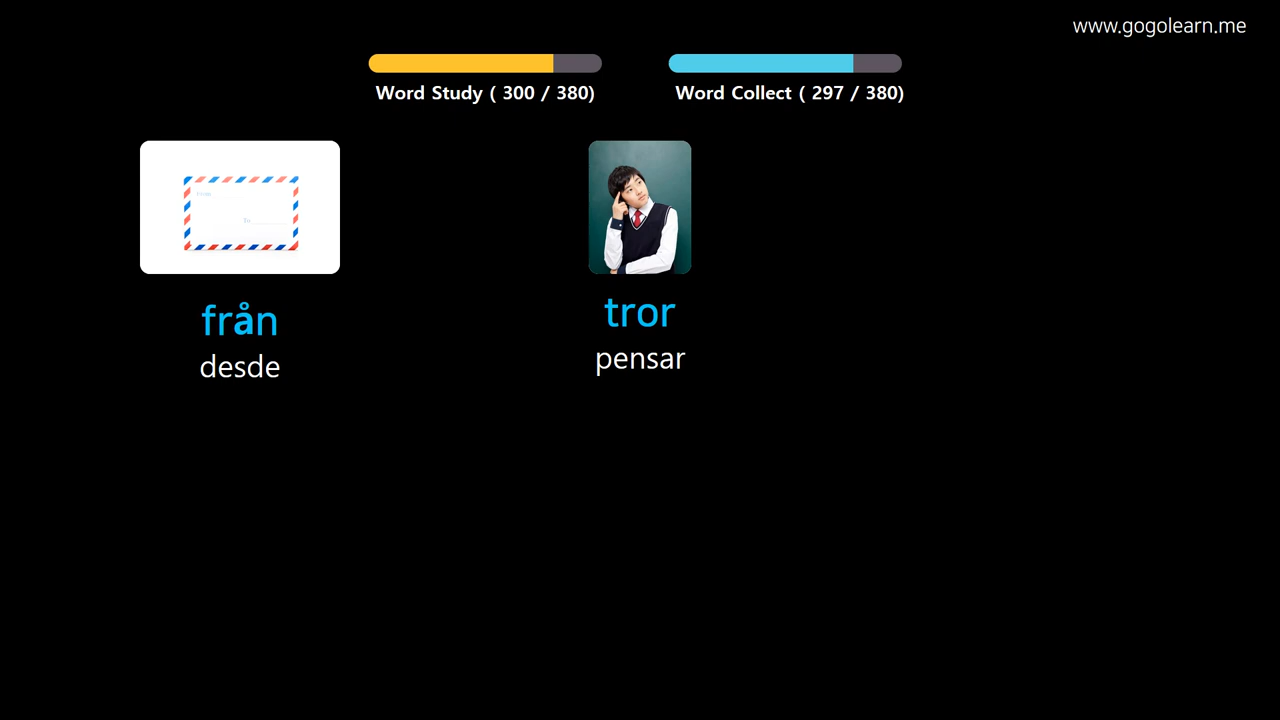 www.gogolearn.me
Word Study ( 300 / 380)
Word Collect ( 297 / 380)
från
desde
tror
pensar